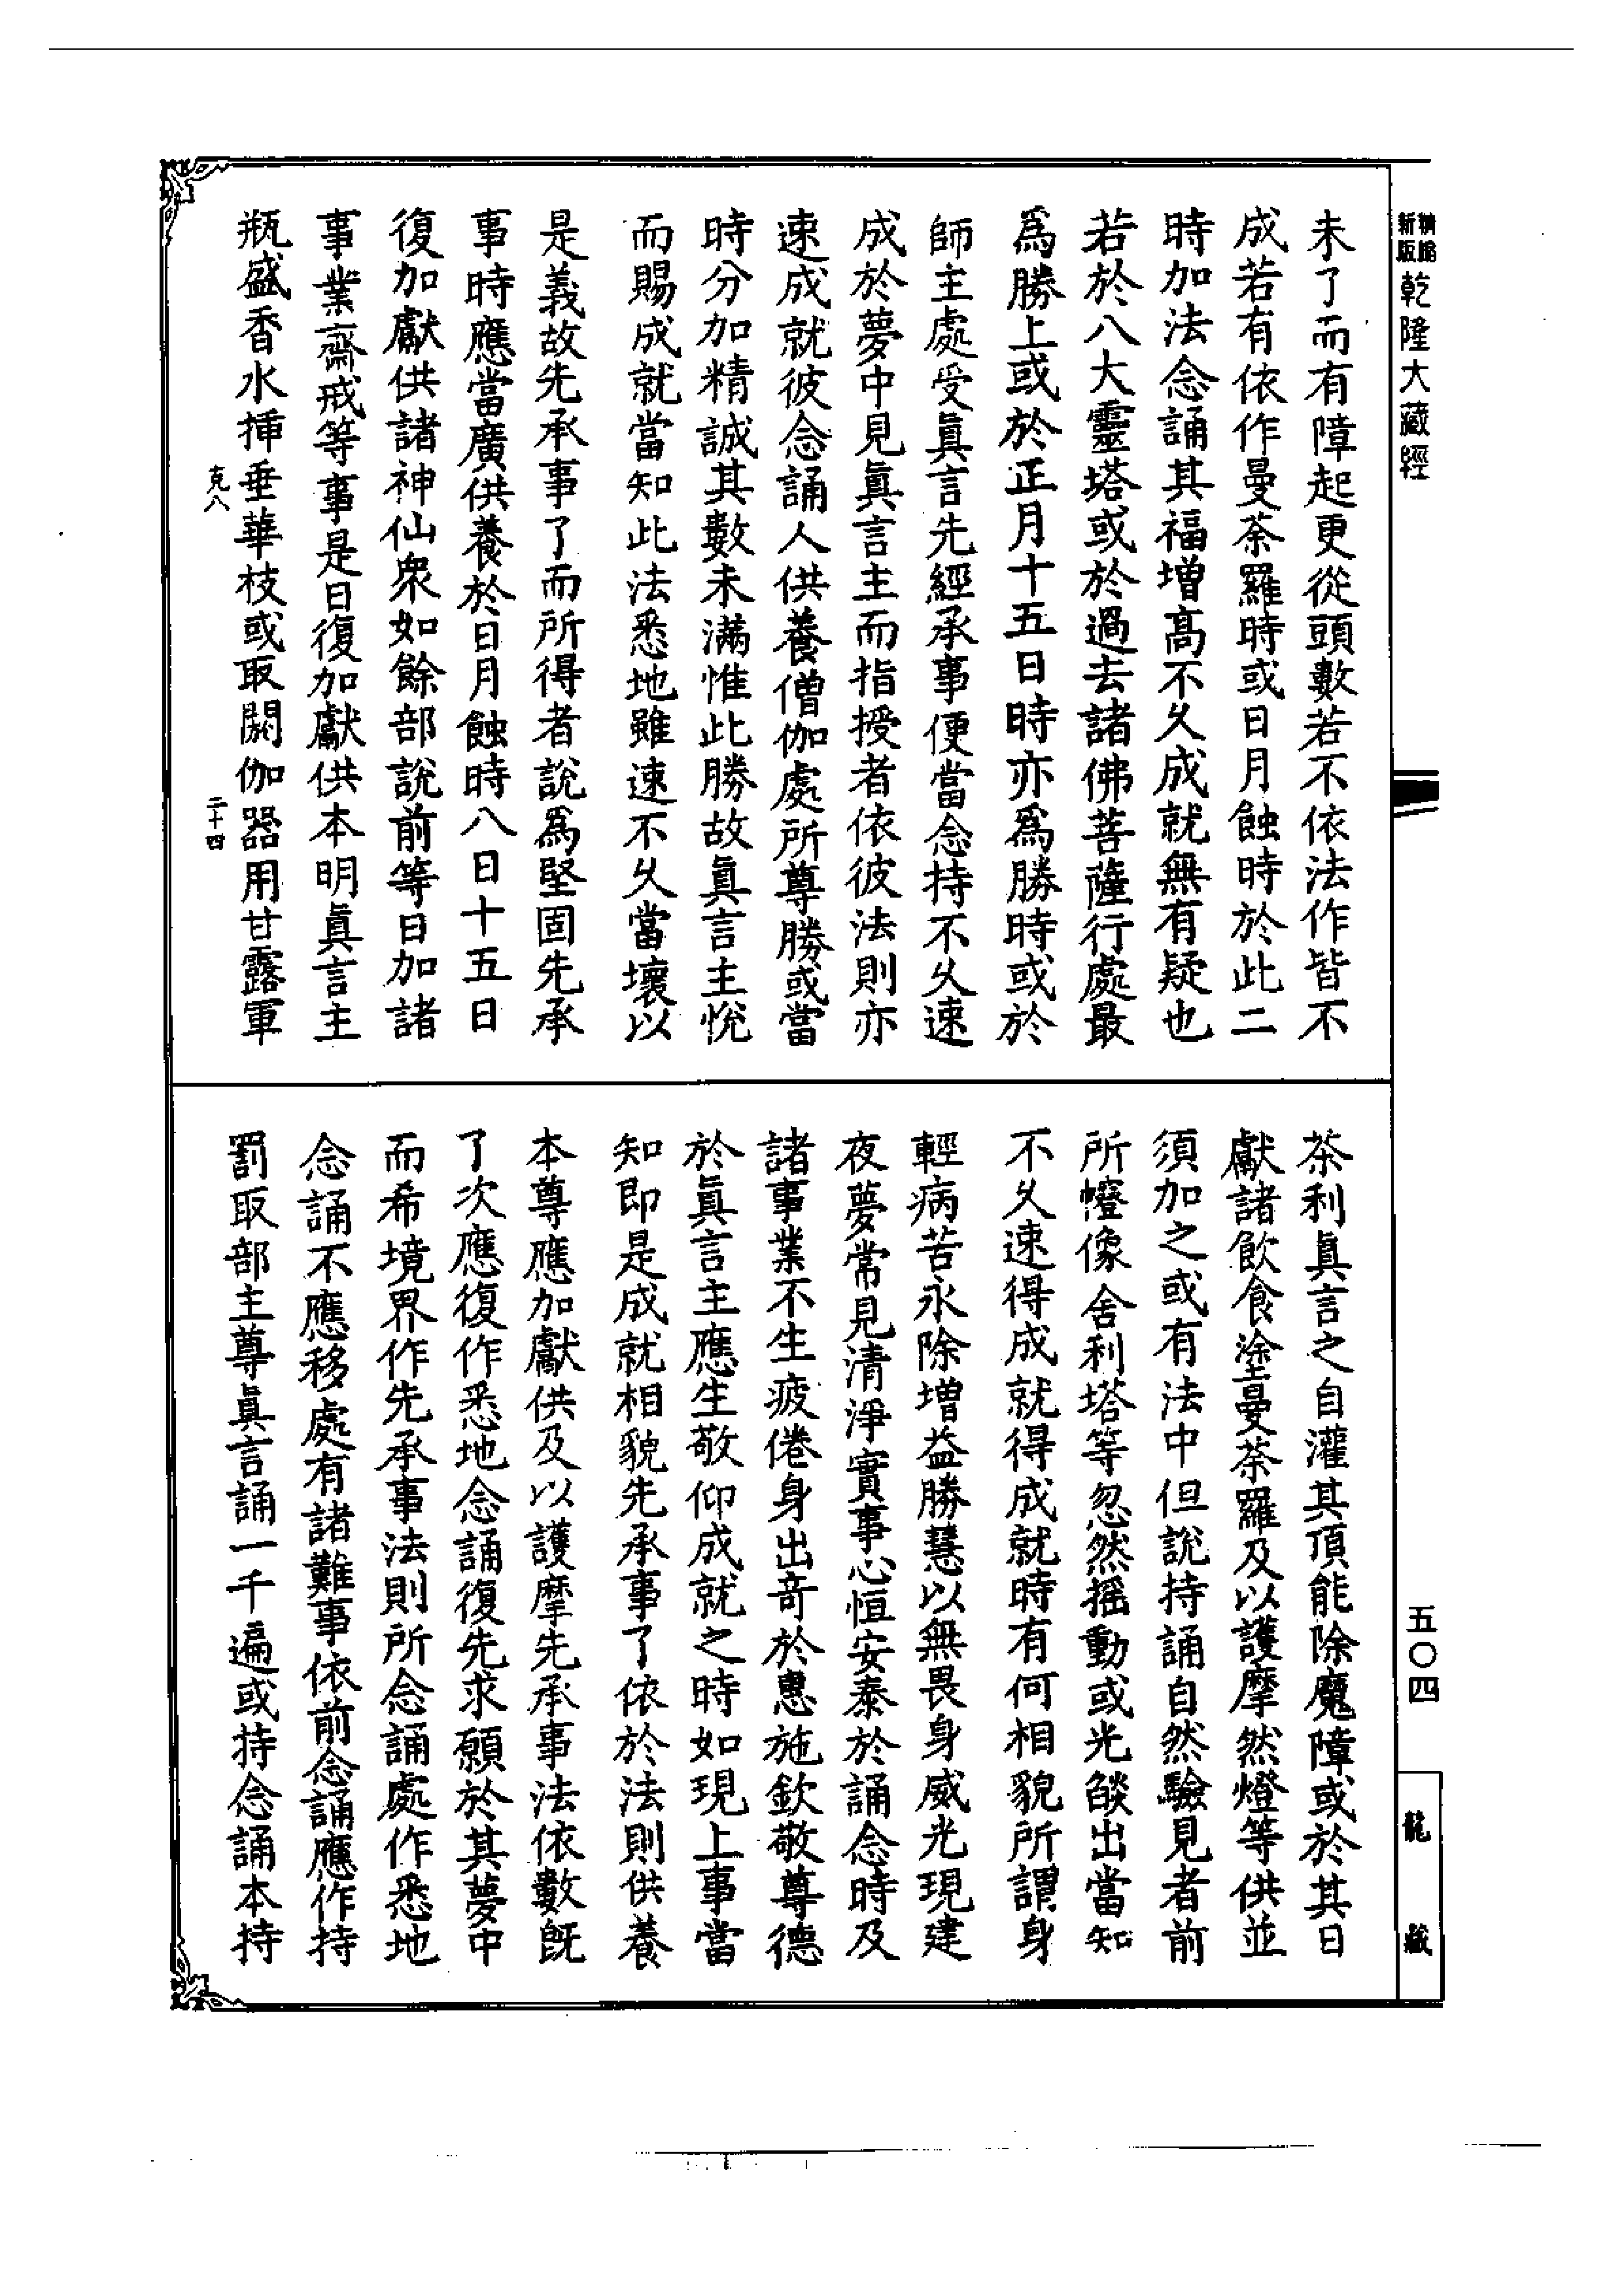 新版
精縮
乾隆大藏經
未了而有障起更從頭數若不依法作皆不
成若有依作曼荼羅時或日月蝕時於此二
時加法念誦其福增高不久成就無有疑也
若於八大靈塔或於過去諸佛菩薩行處最
爲勝上或於正月十五日時亦爲勝時或於
師主處受眞言先經承事便當念持不久速
成於夢中見眞言主而指授者依彼法則亦
速成就彼念誦人供養僧伽處所尊勝或當
時分加精誠其數未滿惟此勝故眞言主悅
而賜成就當知此法悉地雖速不久當壞以
是義故先承事了而所得者說爲堅固先承
事時應當廣供養於日月蝕時八日十五日
復加獻供諸神仙衆如餘部說前等日加諸
事業齋戒等事是日復加獻供本明眞言主
瓶盛香水揷垂華枝或取閼伽器用甘露軍
克八
二十四
荼利眞言之自灌其頂能除魔障或於其日
獻諸飲食塗曼荼羅及以護摩然燈等供並
須加之或有法中但說持誦自然驗見者前
所㡧像舍利塔等忽然搖動或光燄出當知
不久速得成就得成就時有何相貌所謂身
輕病苦永除增益勝慧以無畏身威光現建
夜夢常見清淨實事心恒安泰於誦念時及
諸事業不生疲倦身出奇於惠施欽敬尊德
於眞言主應生敬仰成就之時如現上事當
知即是成就相貌先承事了依於法則供養
本尊應加獻供及以護摩先承事法依數旣
了次應復作悉地念誦復先求願於其夢中
而希境界作先承事法則所念誦處作悉地
念誦不應移處有諸難事依前念誦應作持
罰取部主尊眞言誦一千遍或持念誦本持
五〇四
龍藏